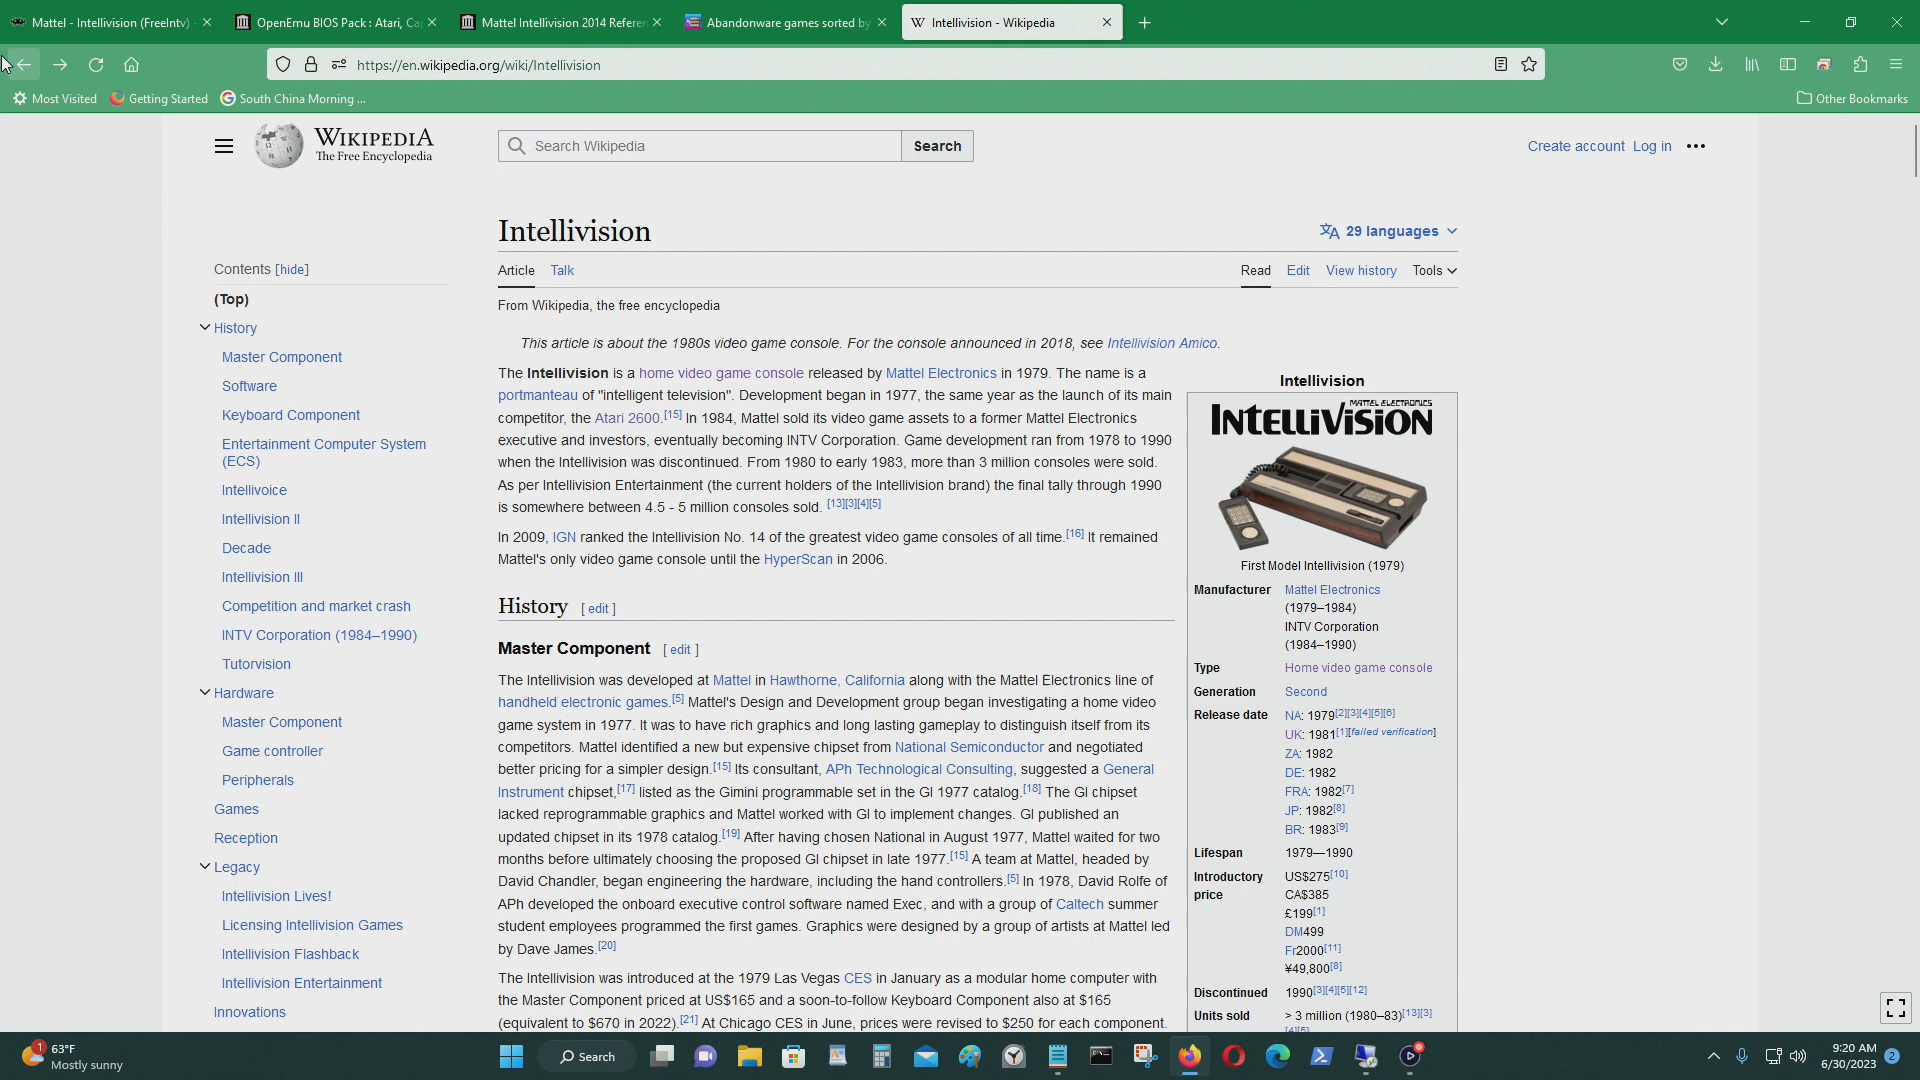 Mattel - Intellivision (FreeIntv) -
OpenEmu BIOS Pack : Atari, Ca
Mattel Intellivision 2014 Referen
Abandonware games sorted by
Intellivision - Wikipedia
https://en.wikipedia.org/wiki/Intellivision
Most Visited
Getting Started
South China Morning ...
Other Bookmarks
WIKIPEDIA
The Free Encyclopedia
Search Wikipedia
Search
Create account Log in
Intellivision
29 languages
Contents [hide]
Article Talk
Read Edit View history Tools
(Top)
From Wikipedia, the free encyclopedia
History
Master Component
Software
Keyboard Component
Entertainment Computer System
(ECS)
Intellivoice
Intellivision II
Decade
Intellivision III
Competition and market crash
INTV Corporation (1984–1990)
Tutorvision
Hardware
Master Component
Game controller
Peripherals
Games
Reception
Legacy
Intellivision Lives!
Licensing Intellivision Games
Intellivision Flashback
Intellivision Entertainment
Innovations
This article is about the 1980s video game console. For the console announced in 2018, see Intellivision Amico.
The Intellivision is a home video game console released by Mattel Electronics in 1979. The name is a
portmanteau of "intelligent television". Development began in 1977, the same year as the launch of its main
competitor, the Atari 2600.[15] In 1984, Mattel sold its video game assets to a former Mattel Electronics
executive and investors, eventually becoming INTV Corporation. Game development ran from 1978 to 1990
when the Intellivision was discontinued. From 1980 to early 1983, more than 3 million consoles were sold.
As per Intellivision Entertainment (the current holders of the Intellivision brand) the final tally through 1990
is somewhere between 4.5 - 5 million consoles sold. [13][3][4][5]
In 2009, IGN ranked the Intellivision No. 14 of the greatest video game consoles of all time.[16] It remained
Mattel's only video game console until the HyperScan in 2006.
History [ edit ]
Master Component [ edit ]
The Intellivision was developed at Mattel in Hawthorne, California along with the Mattel Electronics line of
handheld electronic games.[5] Mattel's Design and Development group began investigating a home video
game system in 1977. It was to have rich graphics and long lasting gameplay to distinguish itself from its
competitors. Mattel identified a new but expensive chipset from National Semiconductor and negotiated
better pricing for a simpler design.[15] Its consultant, APh Technological Consulting, suggested a General
Instrument chipset,[17] listed as the Gimini programmable set in the GI 1977 catalog.[18] The GI chipset
lacked reprogrammable graphics and Mattel worked with GI to implement changes. GI published an
updated chipset in its 1978 catalog.[19] After having chosen National in August 1977, Mattel waited for two
months before ultimately choosing the proposed GI chipset in late 1977.[15] A team at Mattel, headed by
David Chandler, began engineering the hardware, including the hand controllers.[5] In 1978, David Rolfe of
APh developed the onboard executive control software named Exec, and with a group of Caltech summer
student employees programmed the first games. Graphics were designed by a group of artists at Mattel led
by Dave James.[20]
The Intellivision was introduced at the 1979 Las Vegas CES in January as a modular home computer with
the Master Component priced at US$165 and a soon-to-follow Keyboard Component also at $165
(equivalent to $670 in 2022).[21] At Chicago CES in June, prices were revised to $250 for each component.
Intellivision
MATTEL ELECTRONICS
INTELLIVISION
First Model Intellivision (1979)
Manufacturer Mattel Electronics
(1979–1984)
INTV Corporation
(1984–1990)
Type Home video game console
Generation Second
Release date NA: 1979[2][3][4][5][6]
UK: 1981[1][failed verification]
ZA: 1982
DE: 1982
FRA: 1982[7]
JP: 1982[8]
BR: 1983[9]
Lifespan 1979—1990
Introductory US$275[10]
price CA$385
£199[1]
DM499
Fr2000[11]
¥49,800[8]
Discontinued 1990[3][4][5][12]
Units sold > 3 million (1980–83)[13][3]
[4][5]
1
63°F
Mostly sunny
Search
9:20 AM
6/30/2023
2